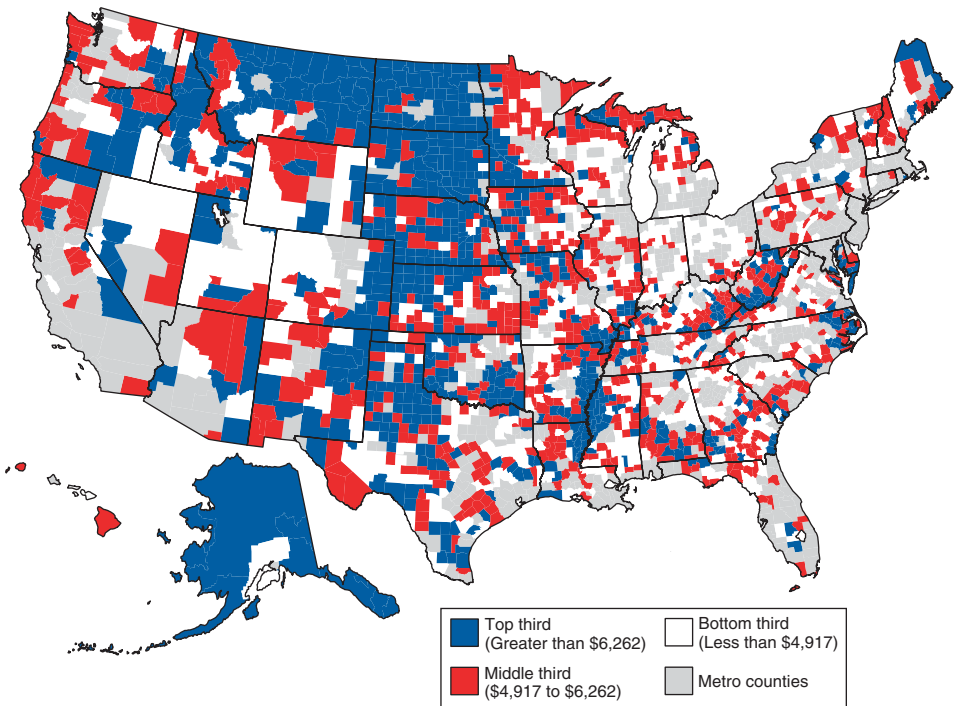 Top third
(Greater than $6,262)
Bottom third
(Less than $4,917)
Middle third
($4,917 to $6,262)
Metro counties